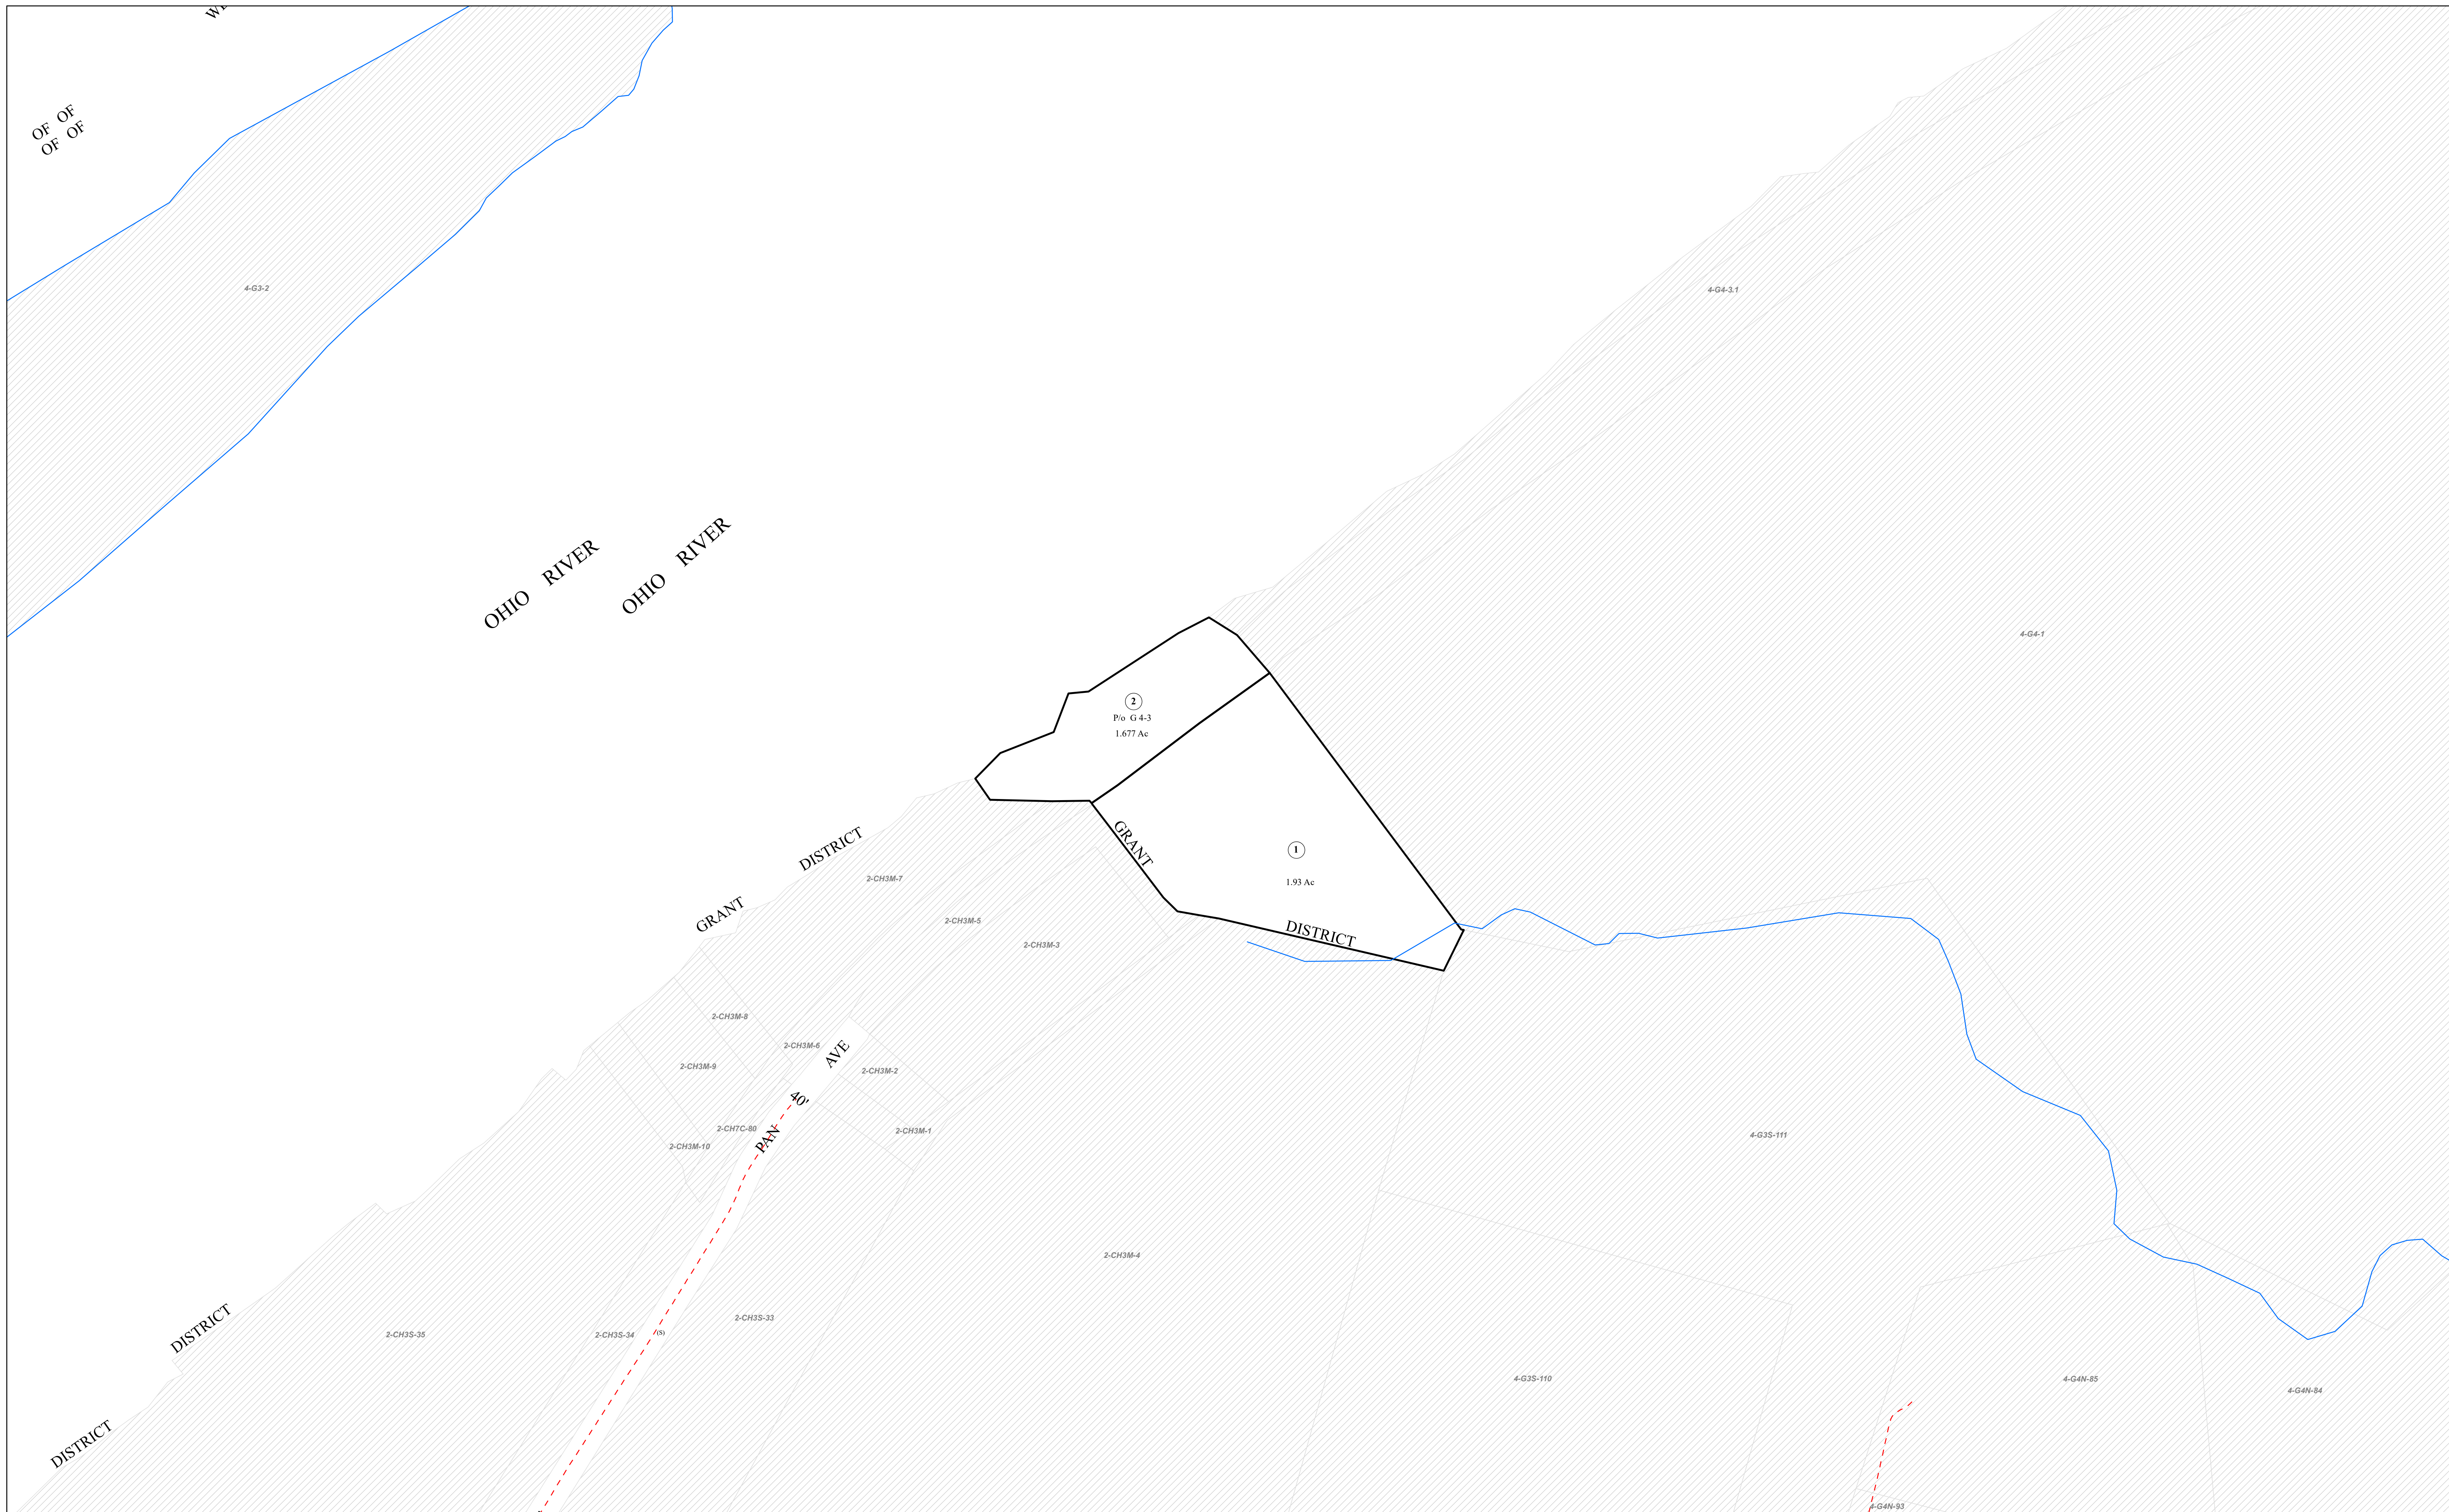 OF OF
OF OF
4-G3-2
4-G4-3.1
OHIO RIVER
OHIO RIVER
4-G4-1
2
P/o G 4-3
1.677 Ac
GRANT DISTRICT
1
1.93 Ac
GRANT DISTRICT
2-CH3M-7
2-CH3M-5
2-CH3M-3
2-CH3M-8
2-CH3M-6
2-CH3M-9
2-CH3M-2
PAN AVE
40'
2-CH7C-80
2-CH3M-1
2-CH3M-10
4-G3S-111
2-CH3M-4
2-CH3S-33
(S)
2-CH3S-34
2-CH3S-35
DISTRICT
DISTRICT
4-G3S-110
4-G4N-85
4-G4N-84
4-G4N-93